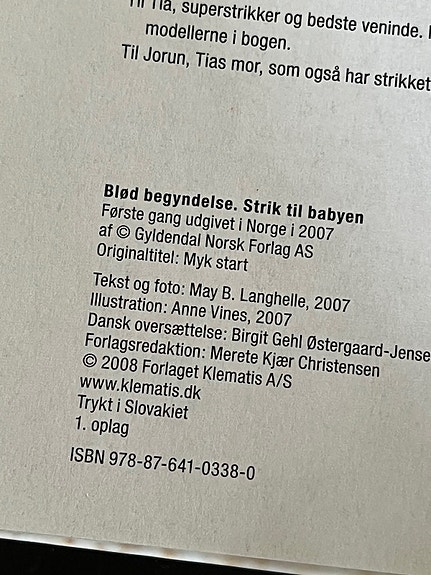 Til Tia, superstrikker og bedste veninde.
modellerne i bogen.
Til Jorun, Tias mor, som også har strikket
Blød begyndelse. Strik til babyen
Første gang udgivet i Norge i 2007
af © Gyldendal Norsk Forlag AS
Originaltitel: Myk start
Tekst og foto: May B. Langhelle, 2007
Illustration: Anne Vines, 2007
Dansk oversættelse: Birgit Gehl Østergaard-Jense
Forlagsredaktion: Merete Kjær Christensen
© 2008 Forlaget Klematis A/S
www.klematis.dk
Trykt i Slovakiet
1. oplag
ISBN 978-87-641-0338-0